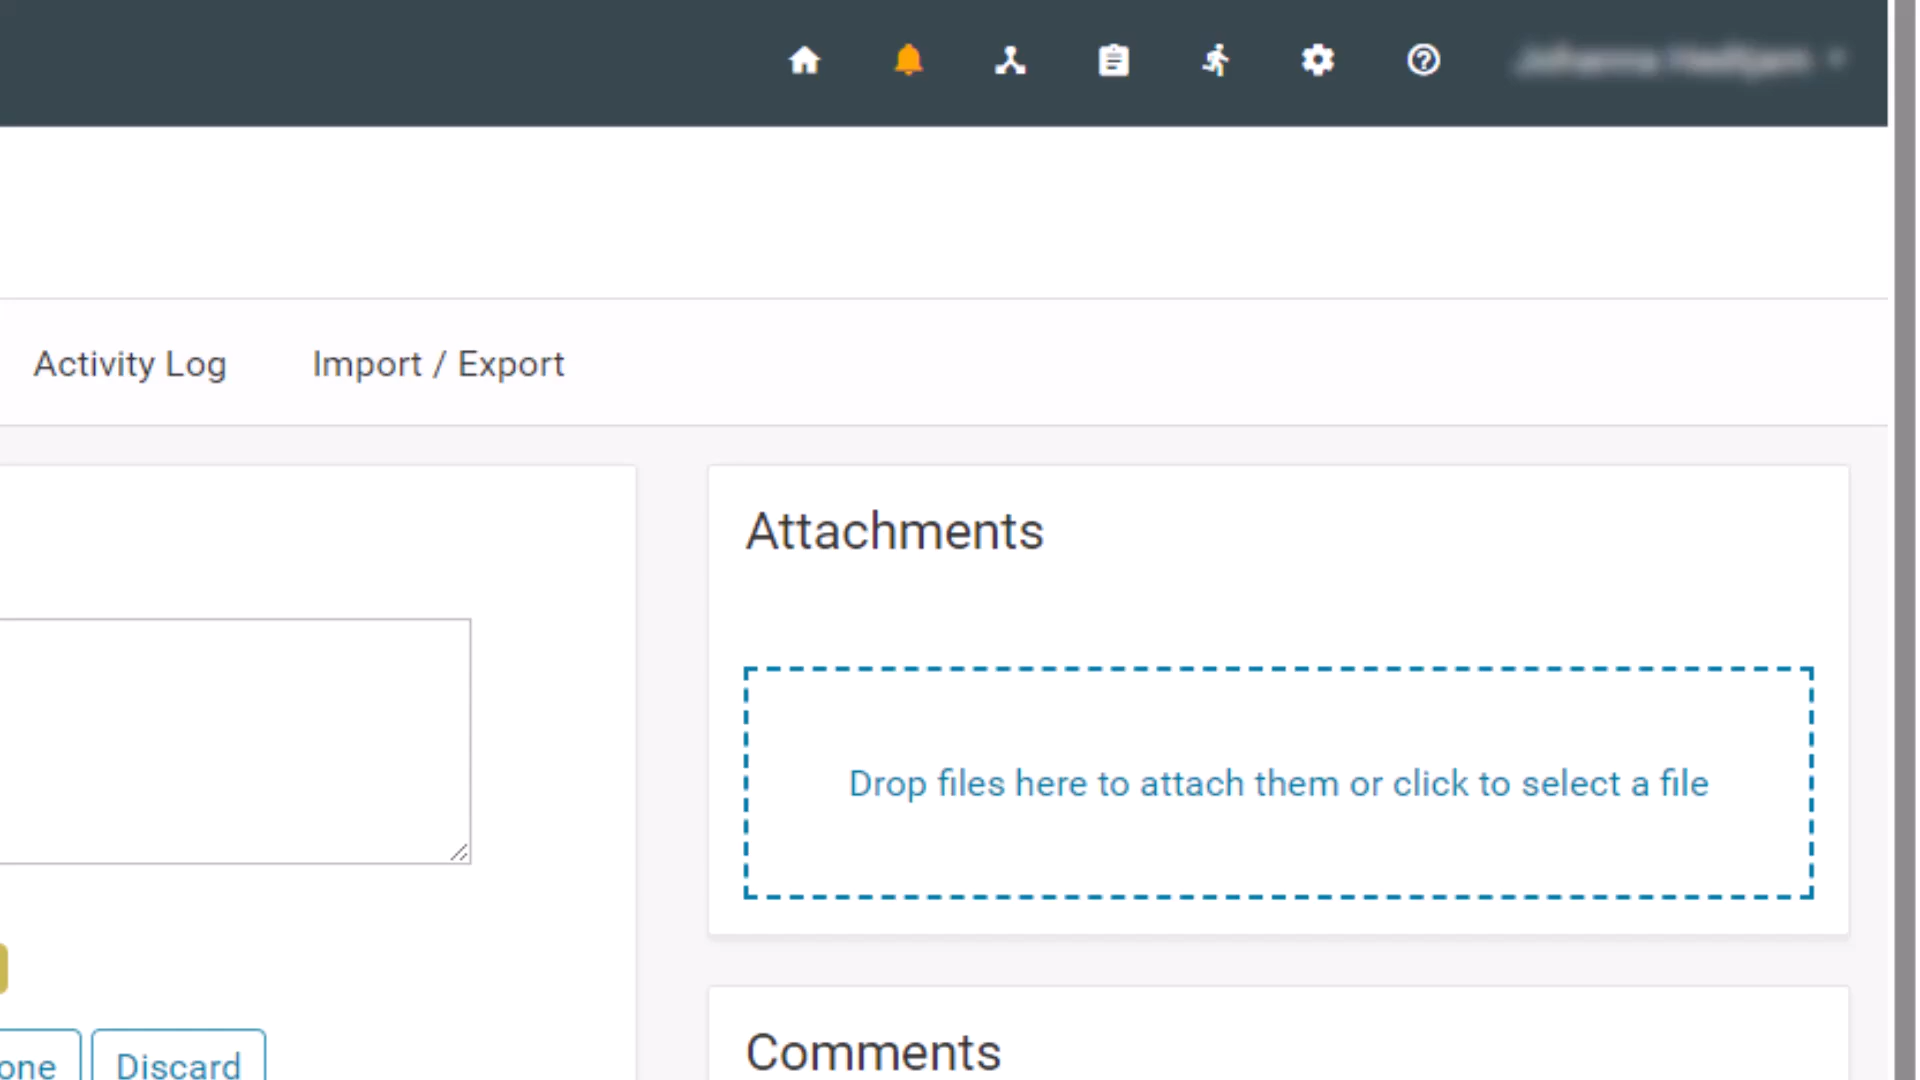 Activity Log
Import / Export
Attachments
Drop files here to attach them or click to select a file
one
Discard
Comments